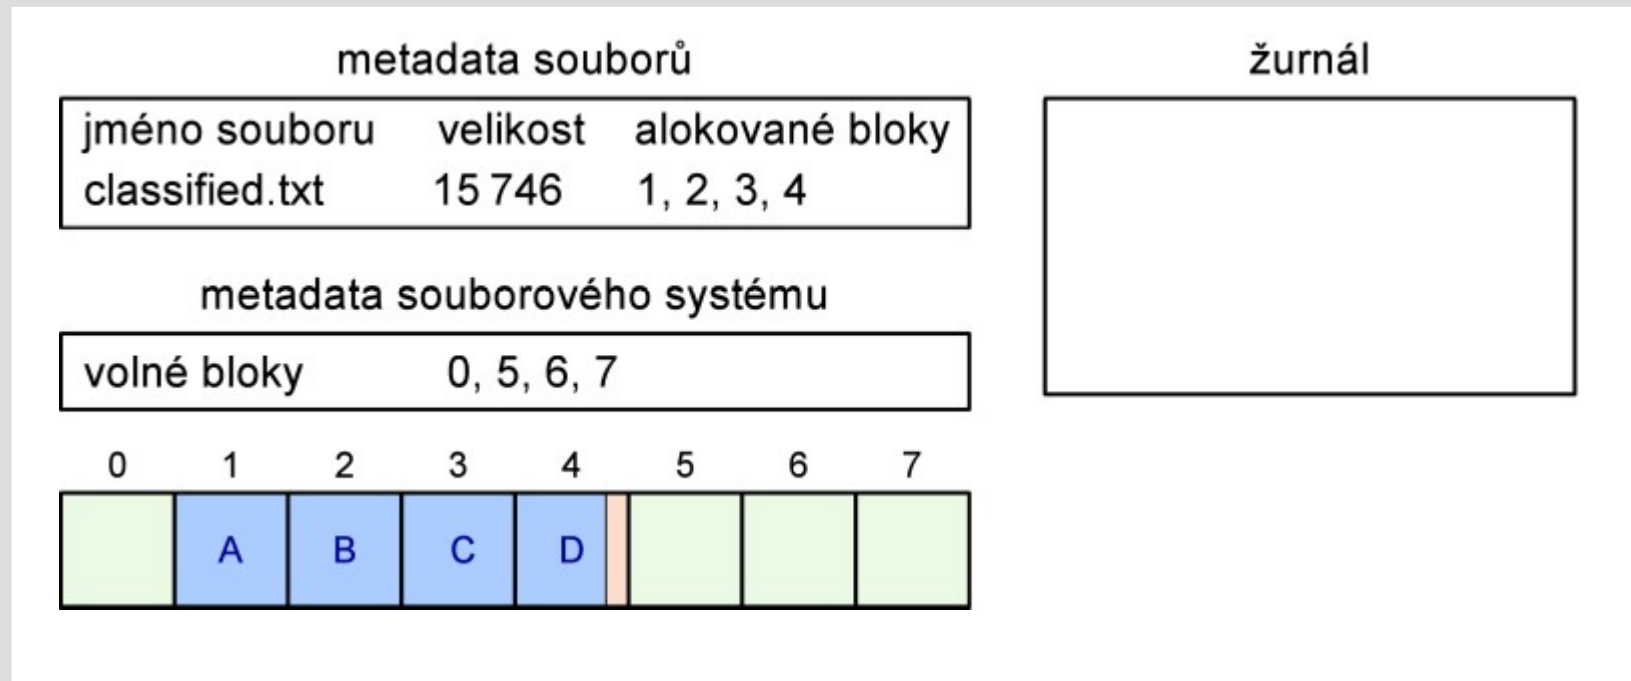 metadata souborů
žurnál
jméno souboru velikost alokované bloky
classified.txt 15 746 1, 2, 3, 4
metadata souborového systému
volné bloky 0, 5, 6, 7
0 1 2 3 4 5 6 7
A B C D